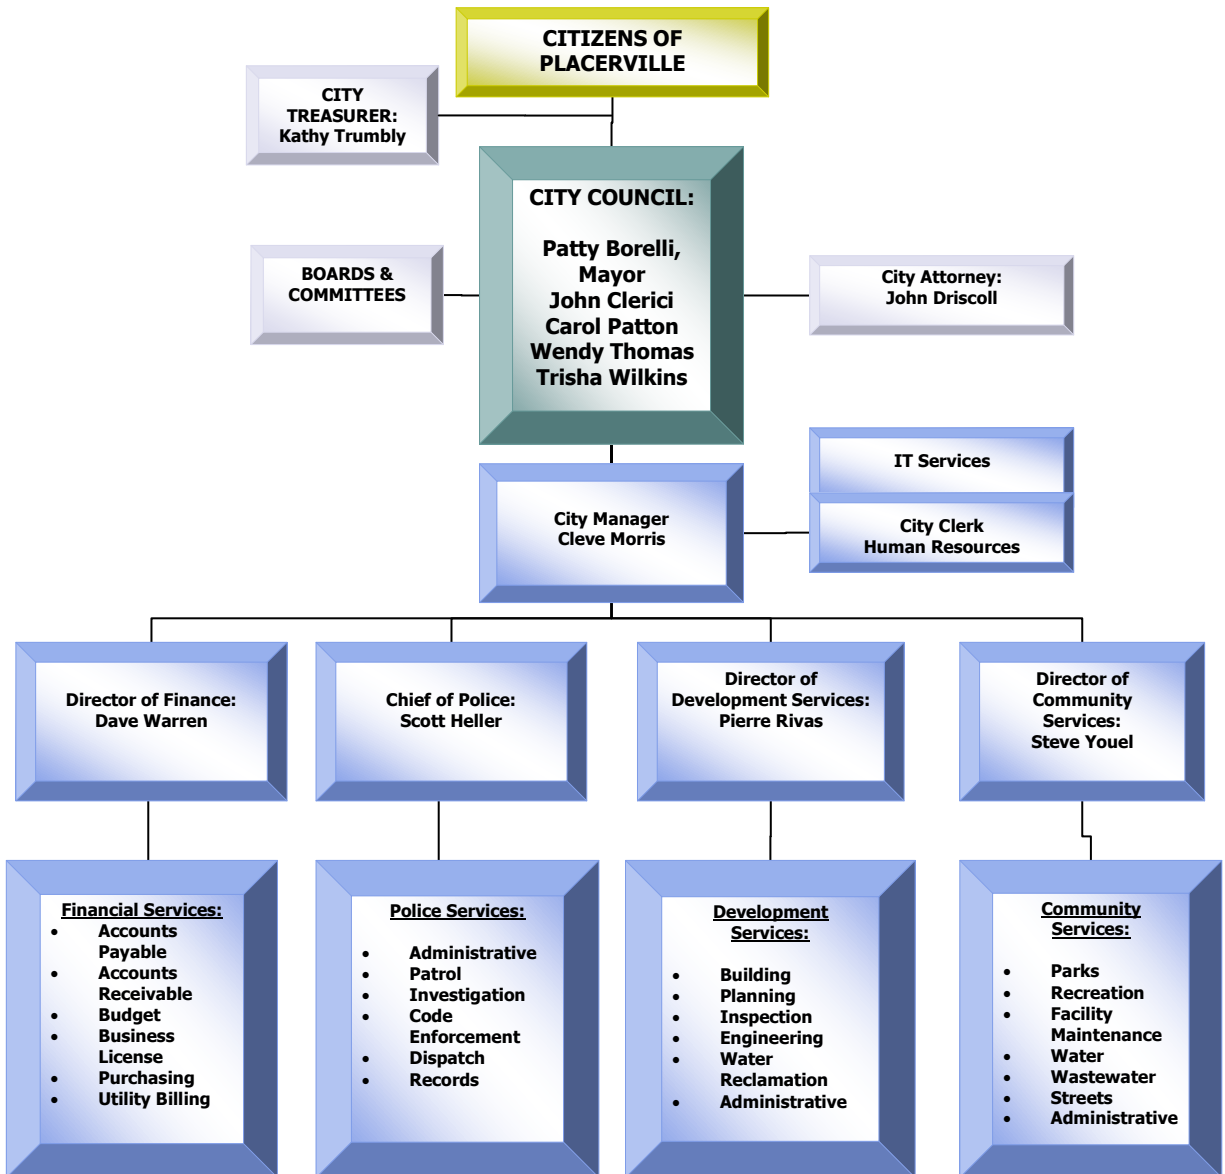 CITIZENS OF
PLACERVILLE
CITY
TREASURER:
Kathy Trumbly
CITY COUNCIL:
Patty Borelli,
Mayor
John Clerici
Carol Patton
Wendy Thomas
Trisha Wilkins
BOARDS &
COMMITTEES
City Attorney:
John Driscoll
IT Services
City Manager
Cleve Morris
City Clerk
Human Resources
Director of Finance:
Dave Warren
Chief of Police:
Scott Heller
Director of
Development Services:
Pierre Rivas
Director of
Community
Services:
Steve Youel
Financial Services:
• Accounts
Payable
• Accounts
Receivable
• Budget
• Business
License
• Purchasing
• Utility Billing
Police Services:
• Administrative
• Patrol
• Investigation
• Code
Enforcement
• Dispatch
• Records
Development
Services:
• Building
• Planning
• Inspection
• Engineering
• Water
Reclamation
• Administrative
Community
Services:
• Parks
• Recreation
• Facility
Maintenance
• Water
• Wastewater
• Streets
• Administrative